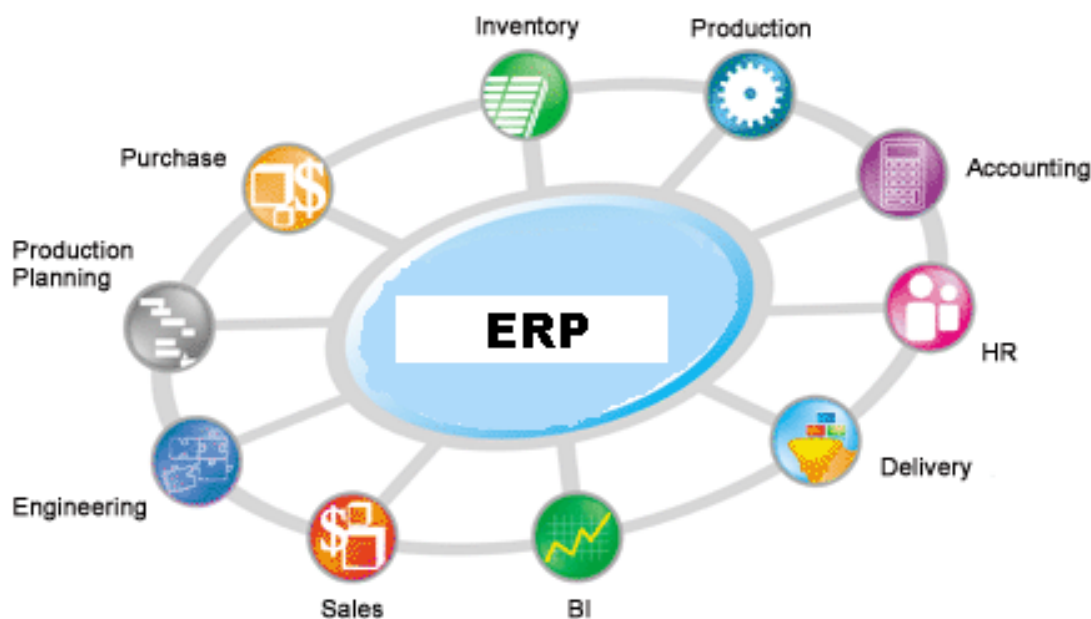 Inventory
Production
Purchase
Accounting
Production
Planning
ERP
HR
Delivery
Engineering
Sales
BI
$
$